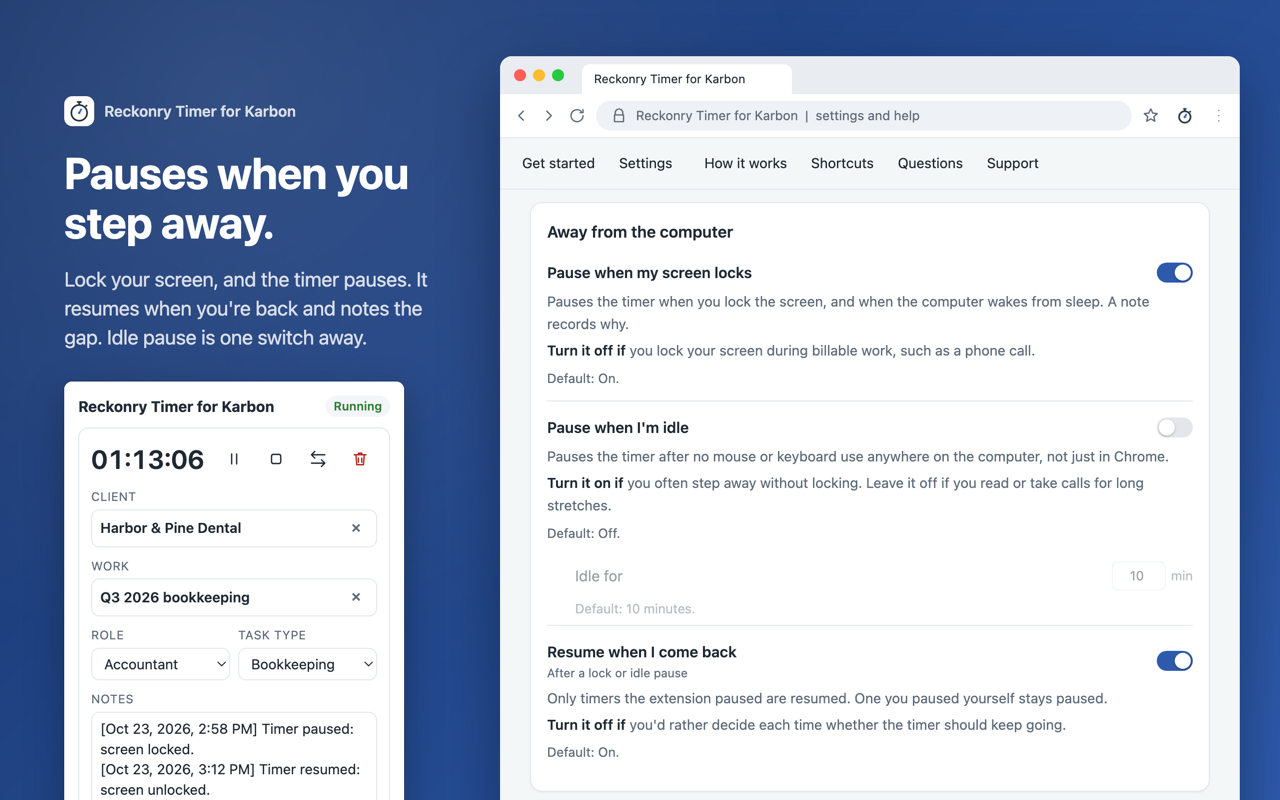 Reckonry Timer for Karbon
Pauses when you
step away.
Lock your screen, and the timer pauses. It
resumes when you're back and notes the
gap. Idle pause is one switch away.
Reckonry Timer for Karbon
Running
01:13:06
CLIENT
Harbor & Pine Dental
WORK
Q3 2026 bookkeeping
ROLE
TASK TYPE
Accountant
Bookkeeping
NOTES
[Oct 23, 2026, 2:58 PM] Timer paused:
screen locked.
[Oct 23, 2026, 3:12 PM] Timer resumed:
screen unlocked.
Reckonry Timer for Karbon
Reckonry Timer for Karbon | settings and help
Get started Settings How it works Shortcuts Questions Support
Away from the computer
Pause when my screen locks
Pauses the timer when you lock the screen, and when the computer wakes from sleep. A note
records why.
Turn it off if you lock your screen during billable work, such as a phone call.
Default: On.
Pause when I'm idle
Pauses the timer after no mouse or keyboard use anywhere on the computer, not just in Chrome.
Turn it on if you often step away without locking. Leave it off if you read or take calls for long
stretches.
Default: Off.
Idle for
10 min
Default: 10 minutes.
Resume when I come back
After a lock or idle pause
Only timers the extension paused are resumed. One you paused yourself stays paused.
Turn it off if you'd rather decide each time whether the timer should keep going.
Default: On.